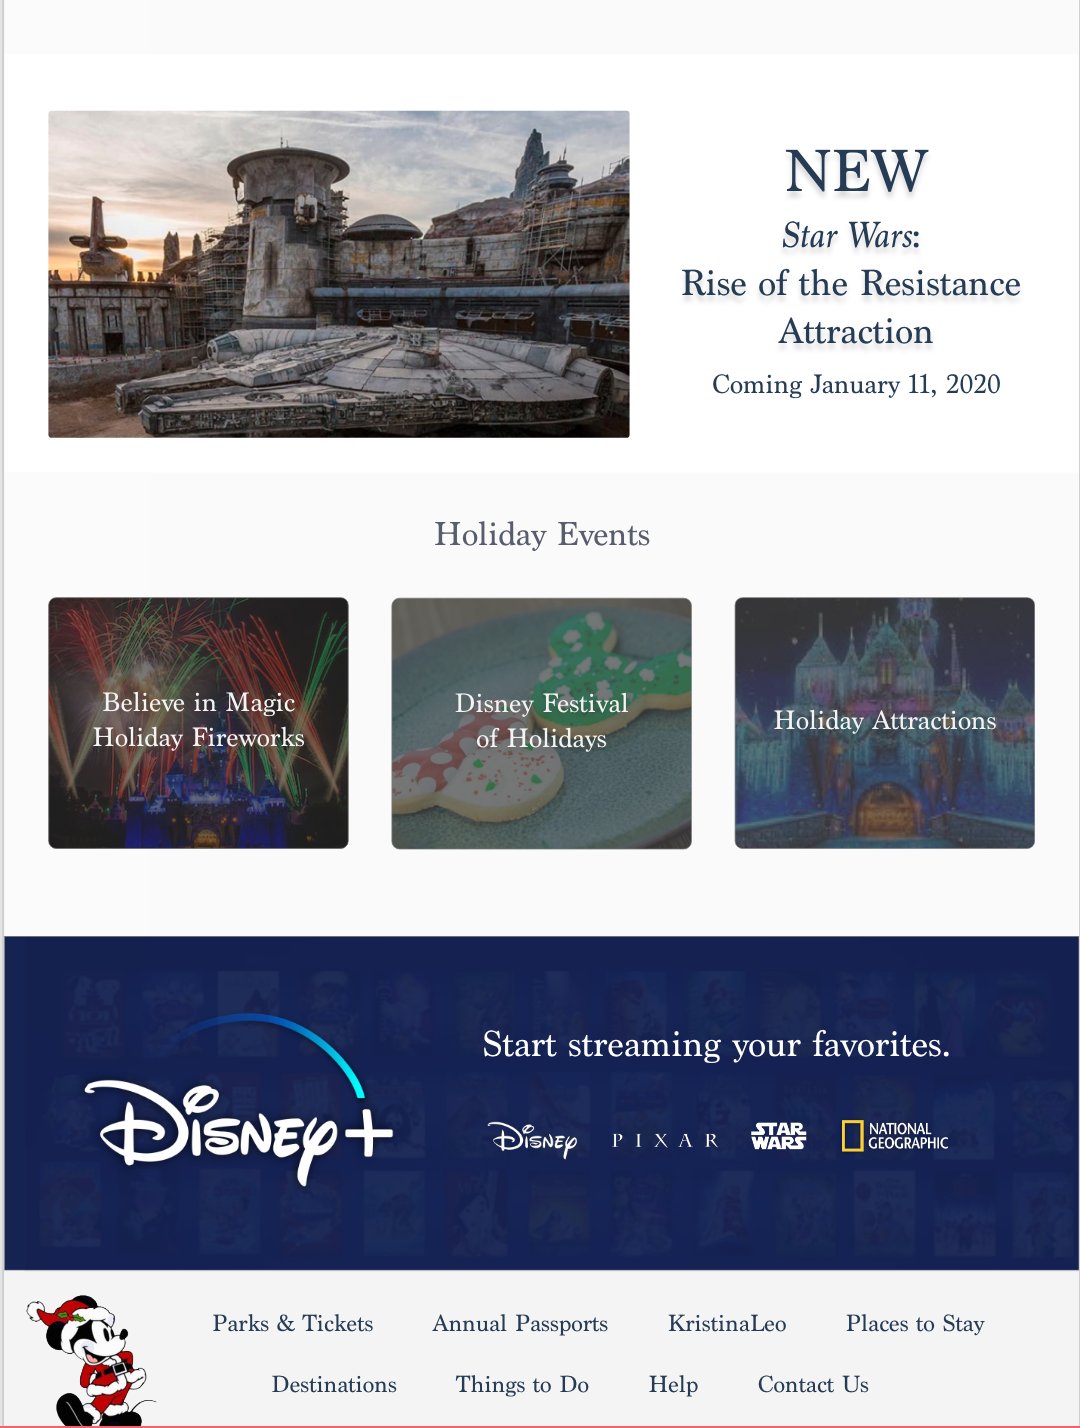 NEW
Star Wars:
Rise of the Resistance
Attraction
Coming January 11, 2020
Holiday Events
Believe in Magic
Holiday Fireworks
Disney Festival
of Holidays
Holiday Attractions
Start streaming your favorites.
Disney+
Disney PIXAR STAR WARS NATIONAL GEOGRAPHIC
Parks & Tickets Annual Passports KristinaLeo Places to Stay
Destinations Things to Do Help Contact Us